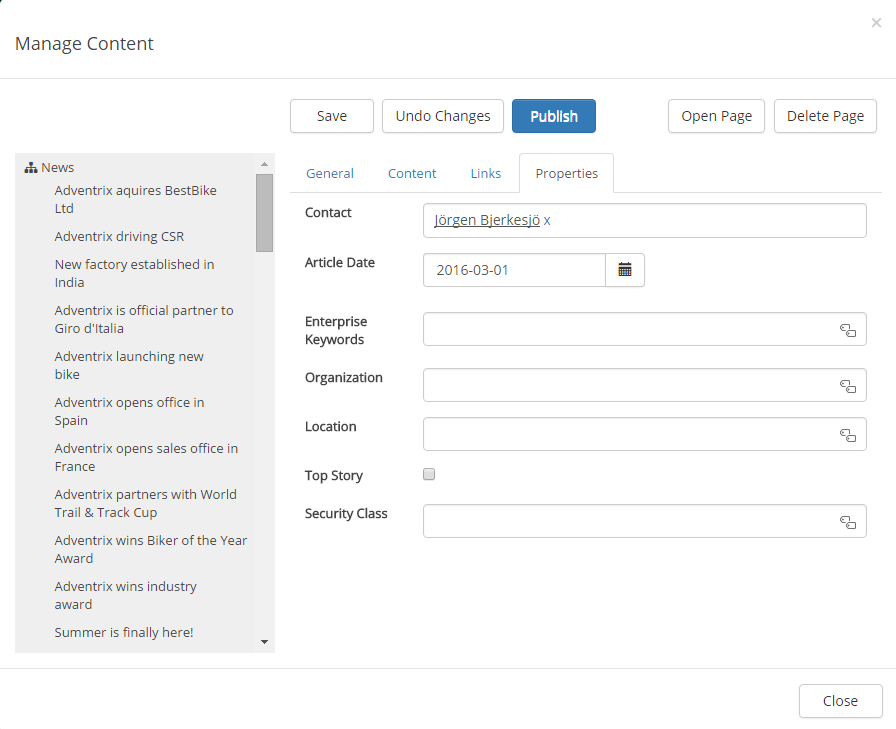 ×
Manage Content
Save
Undo Changes
Publish
Open Page
Delete Page
News
Adventrix aquires BestBike
Ltd
Adventrix driving CSR
New factory established in
India
Adventrix is official partner to
Giro d'Italia
Adventrix launching new
bike
Adventrix opens office in
Spain
Adventrix opens sales office in
France
Adventrix partners with World
Trail & Track Cup
Adventrix wins Biker of the Year
Award
Adventrix wins industry
award
Summer is finally here!
General
Content
Links
Properties
Contact
Jörgen Bjerkesjö x
Article Date
2016-03-01
Enterprise
Keywords
Organization
Location
Top Story
Security Class
Close